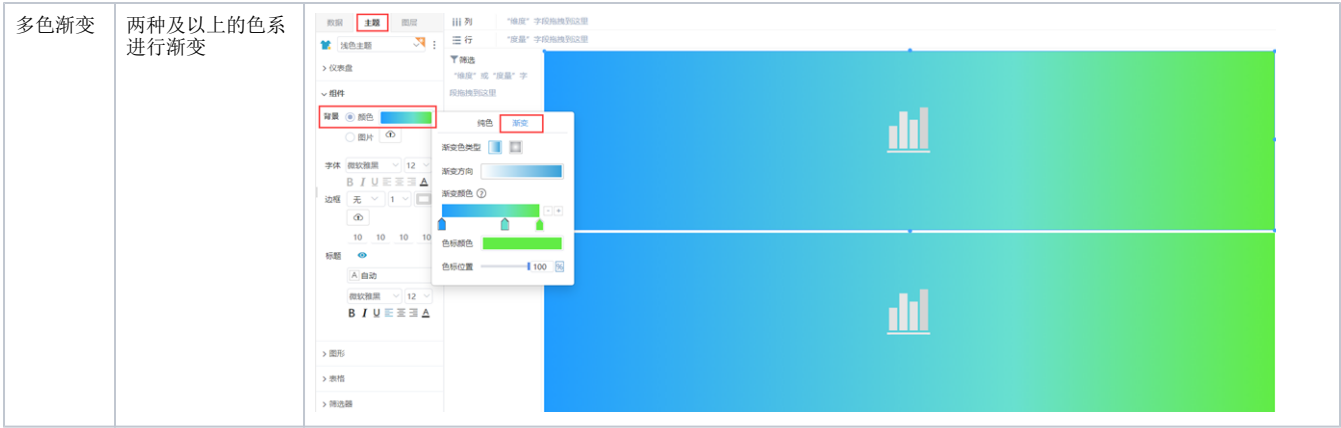 多色渐变
两种及以上的色系
进行渐变
数据 主题 图层
浅色主题
仪表盘
组件
背景 颜色
图片
字体 微软雅黑 12
B I U A
边框 无 1
10 10 10 10
标题
A 自动
微软雅黑 12
B I U A
图形
表格
筛选器
列 “维度” 字段拖拽到这里
行 “度量” 字段拖拽到这里
筛选
“维度” 或 “度量” 字
段拖拽到这里
纯色 渐变
渐变色类型
渐变方向
渐变颜色 ?
- +
色标颜色
色标位置 100 %